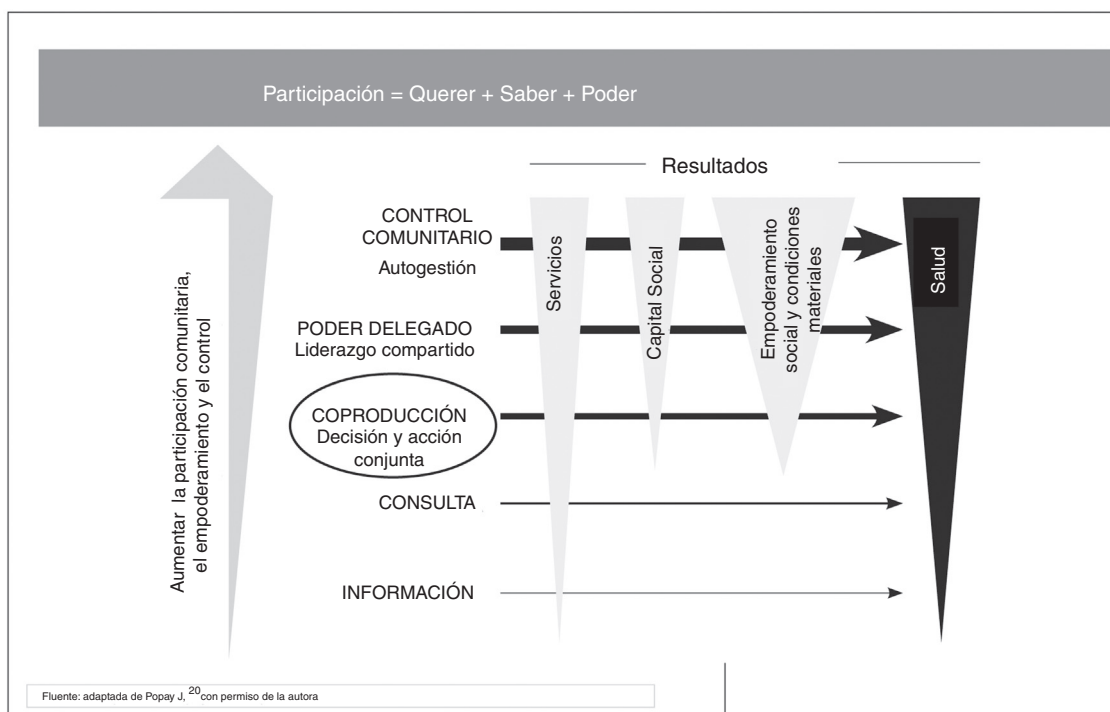 Participación = Querer + Saber + Poder
Resultados
Aumentar la participación comunitaria,
el empoderamiento y el control
CONTROL
COMUNITARIO
Autogestión
PODER DELEGADO
Liderazgo compartido
COPRODUCCIÓN
Decisión y acción
conjunta
CONSULTA
INFORMACIÓN
Servicios
Capital Social
Empoderamiento
social y condiciones
materiales
Salud
Fluente: adaptada de Popay J, 20 con permiso de la autora